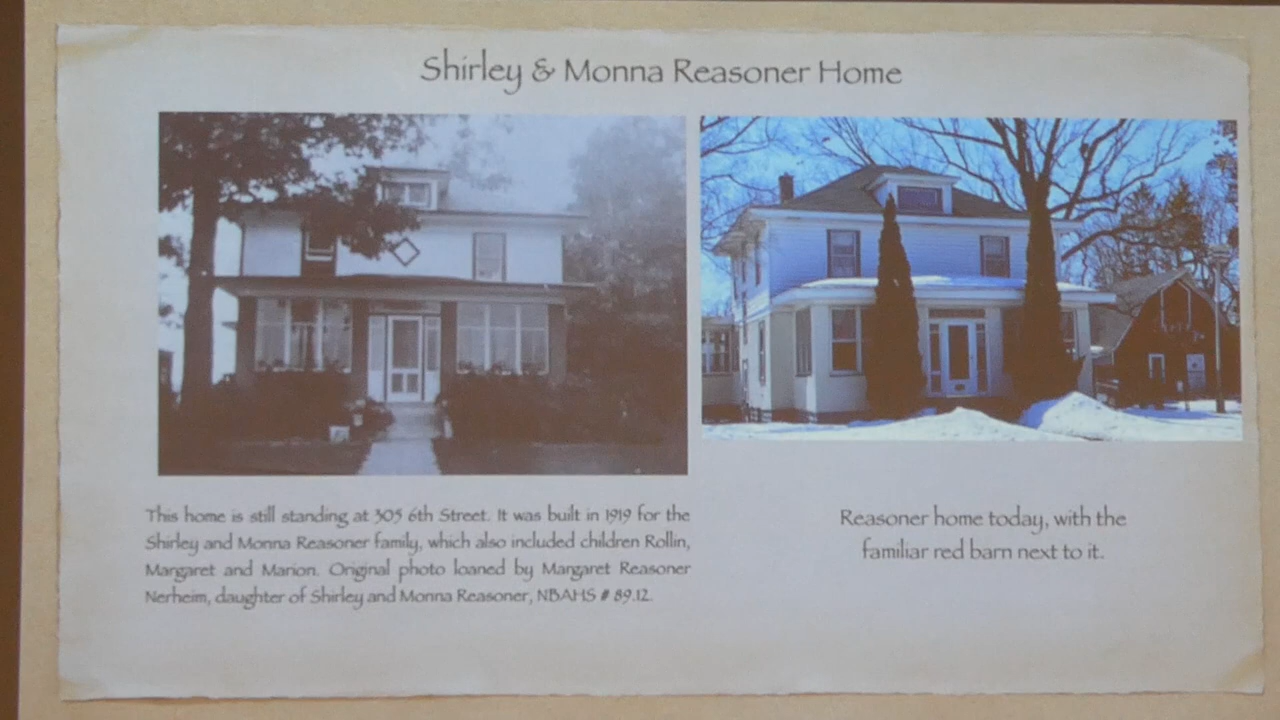 Shirley & Monna Reasoner Home
This home is still standing at 305 6th Street. It was built in 1919 for the
Shirley and Monna Reasoner family, which also included children Rollin,
Margaret and Marion. Original photo loaned by Margaret Reasoner
Nerheim, daughter of Shirley and Monna Reasoner, NBAHS # 89.12.
Reasoner home today, with the
familiar red barn next to it.